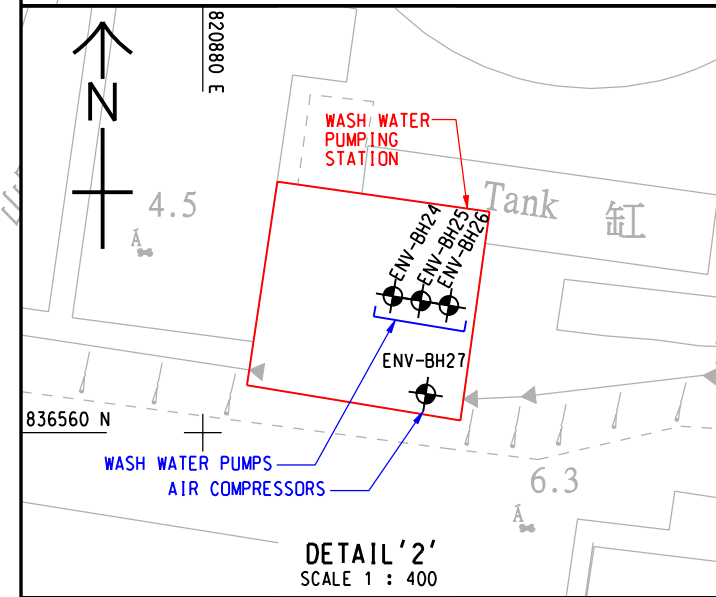 820880 E
N
WASH WATER
PUMPING
STATION
4.5
Tank 缸
ENV-BH24
ENV-BH25
ENV-BH26
ENV-BH27
836560 N
WASH WATER PUMPS
AIR COMPRESSORS
6.3
DETAIL '2'
SCALE 1 : 400